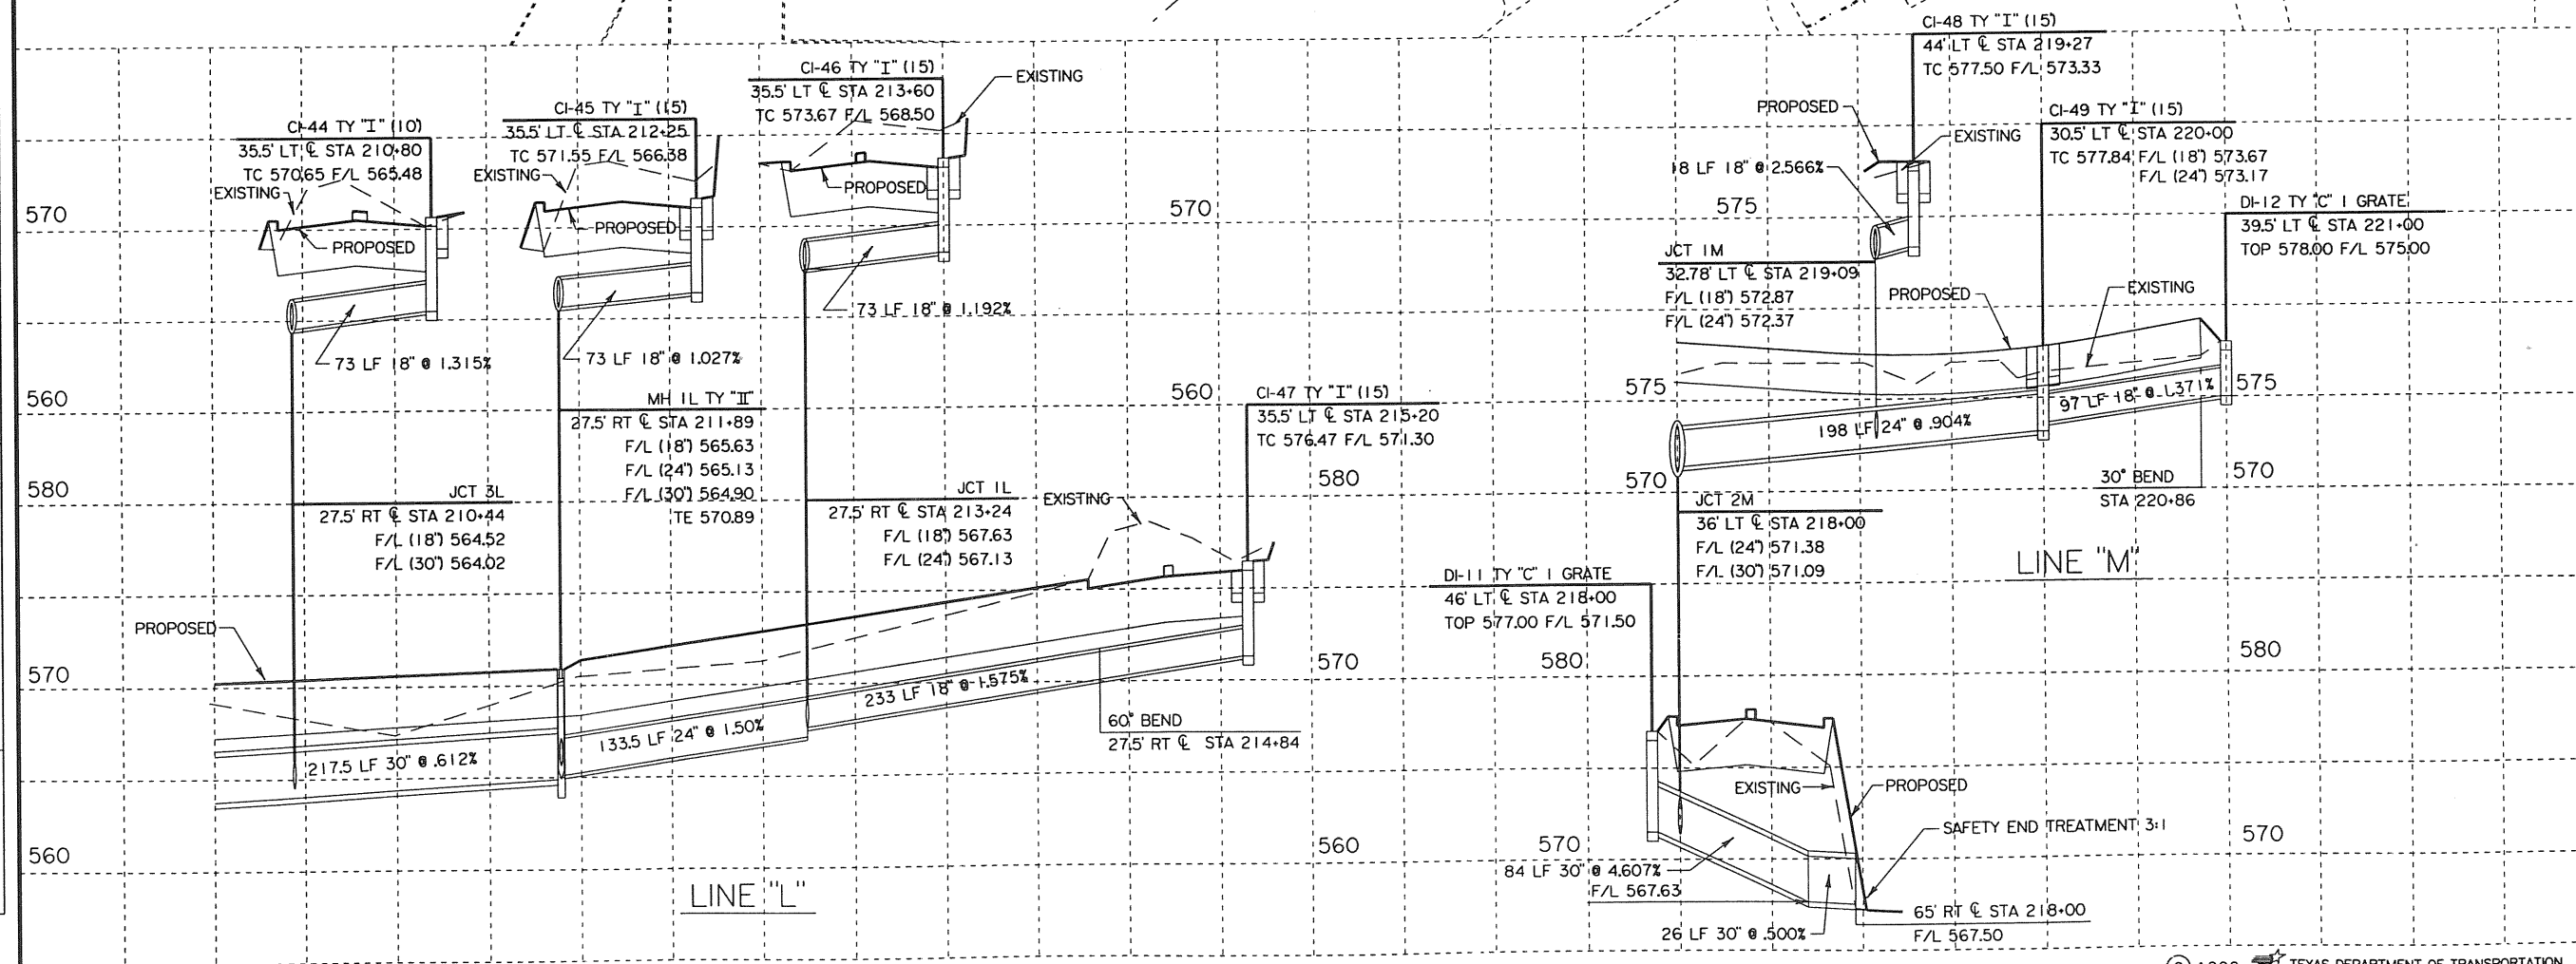 CI-44 TY "I" (10)
35.5' LT ℄ STA 210+80
TC 570.65 F/L 565.48
EXISTING
PROPOSED
73 LF 18" @ 1.315%
CI-45 TY "I" (15)
35.5' LT ℄ STA 212+25
TC 571.55 F/L 566.38
EXISTING
PROPOSED
73 LF 18" @ 1.027%
CI-46 TY "I" (15)
35.5' LT ℄ STA 213+60
TC 573.67 F/L 568.50
EXISTING
PROPOSED
73 LF 18" @ 1.192%
570
570
560
560
580
580
570
570
560
560
JCT 3L
27.5' RT ℄ STA 210+44
F/L (18") 564.52
F/L (30") 564.02
MH 1L TY "II"
27.5' RT ℄ STA 211+89
F/L (18") 565.63
F/L (24") 565.13
F/L (30") 564.90
TE 570.89
JCT 1L
27.5' RT ℄ STA 213+24
F/L (18") 567.63
F/L (24") 567.13
EXISTING
CI-47 TY "I" (15)
35.5' LT ℄ STA 215+20
TC 576.47 F/L 571.30
PROPOSED
217.5 LF 30" @ .612%
133.5 LF 24" @ 1.50%
233 LF 18" @ 1.575%
60° BEND
27.5' RT ℄ STA 214+84
LINE "L"
CI-48 TY "I" (15)
44' LT ℄ STA 219+27
TC 577.50 F/L 573.33
PROPOSED
EXISTING
18 LF 18" @ 2.566%
575
CI-49 TY "I" (15)
30.5' LT ℄ STA 220+00
TC 577.84 F/L (18") 573.67
F/L (24") 573.17
DI-12 TY "C" 1 GRATE
39.5' LT ℄ STA 221+00
TOP 578.00 F/L 575.00
JCT 1M
32.78' LT ℄ STA 219+09
F/L (18") 572.87
F/L (24") 572.37
PROPOSED
EXISTING
575
575
198 LF 24" @ .904%
97 LF 18" @ 1.371%
570
570
30° BEND
STA 220+86
JCT 2M
36' LT ℄ STA 218+00
F/L (24") 571.38
F/L (30") 571.09
LINE "M"
DI-11 TY "C" 1 GRATE
46' LT ℄ STA 218+00
TOP 577.00 F/L 571.50
580
580
EXISTING
PROPOSED
SAFETY END TREATMENT 3:1
570
570
84 LF 30" @ 4.607%
F/L 567.63
26 LF 30" @ .500%
65' RT ℄ STA 218+00
F/L 567.50
TEXAS DEPARTMENT OF TRANSPORTATION